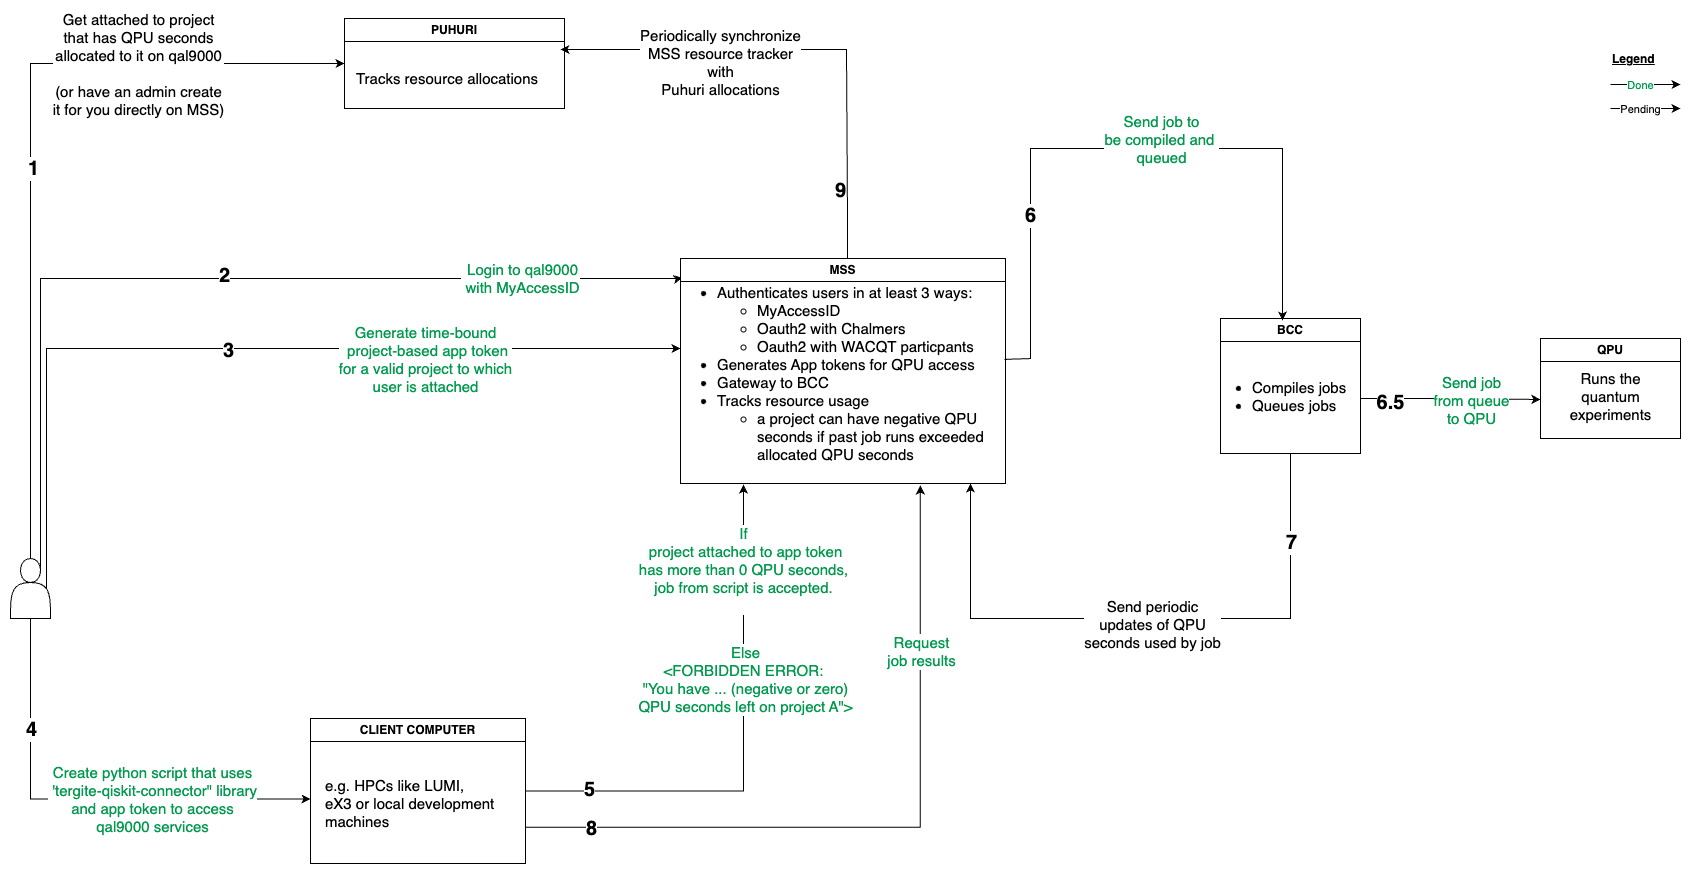 Get attached to project
that has QPU seconds
allocated to it on qal9000
(or have an admin create
it for you directly on MSS)
PUHURI
Tracks resource allocations
Periodically synchronize
MSS resource tracker
with
Puhuri allocations
Legend
Done
Pending
1
9
Send job to
be compiled and
queued
6
2
Login to qal9000
with MyAccessID
3
Generate time-bound
project-based app token
for a valid project to which
user is attached
MSS
Authenticates users in at least 3 ways:
MyAccessID
Oauth2 with Chalmers
Oauth2 with WACQT particpants
Generates App tokens for QPU access
Gateway to BCC
Tracks resource usage
a project can have negative QPU
seconds if past job runs exceeded
allocated QPU seconds
BCC
Compiles jobs
Queues jobs
6.5
Send job
from queue
to QPU
QPU
Runs the
quantum
experiments
If
project attached to app token
has more than 0 QPU seconds,
job from script is accepted.
Else
<FORBIDDEN ERROR:
"You have ... (negative or zero)
QPU seconds left on project A">
Request
job results
7
Send periodic
updates of QPU
seconds used by job
4
Create python script that uses
'tergite-qiskit-connector" library
and app token to access
qal9000 services
CLIENT COMPUTER
e.g. HPCs like LUMI,
eX3 or local development
machines
5
8